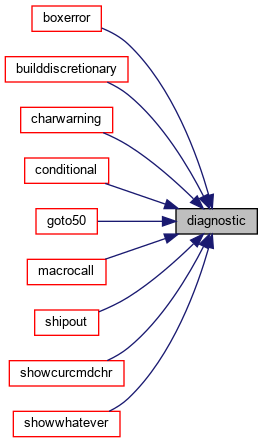 boxerror
builddiscretionary
charwarning
conditional
goto50
diagnostic
macrocall
shipout
showcurcmdchr
showwhatever